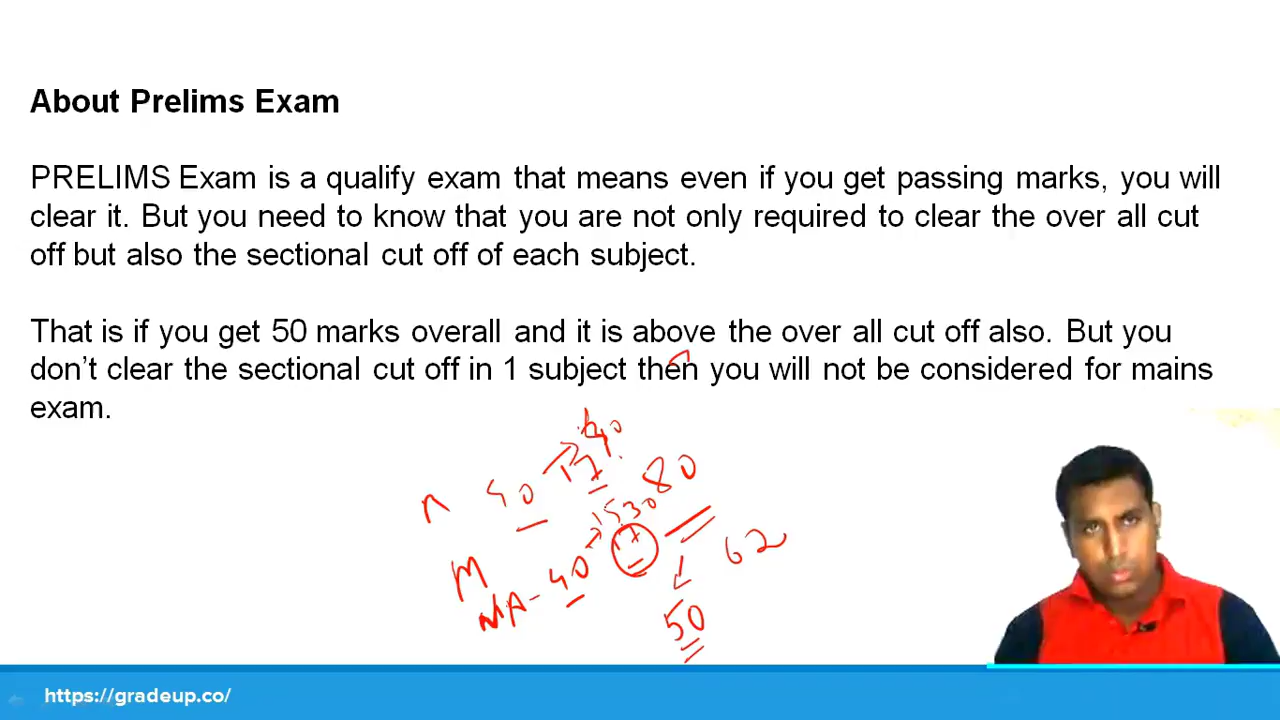 About Prelims Exam
PRELIMS Exam is a qualify exam that means even if you get passing marks, you will
clear it. But you need to know that you are not only required to clear the over all cut
off but also the sectional cut off of each subject.
That is if you get 50 marks overall and it is above the over all cut off also. But you
don’t clear the sectional cut off in 1 subject then you will not be considered for mains
exam.
40
80
40
62
50
https://gradeup.co/